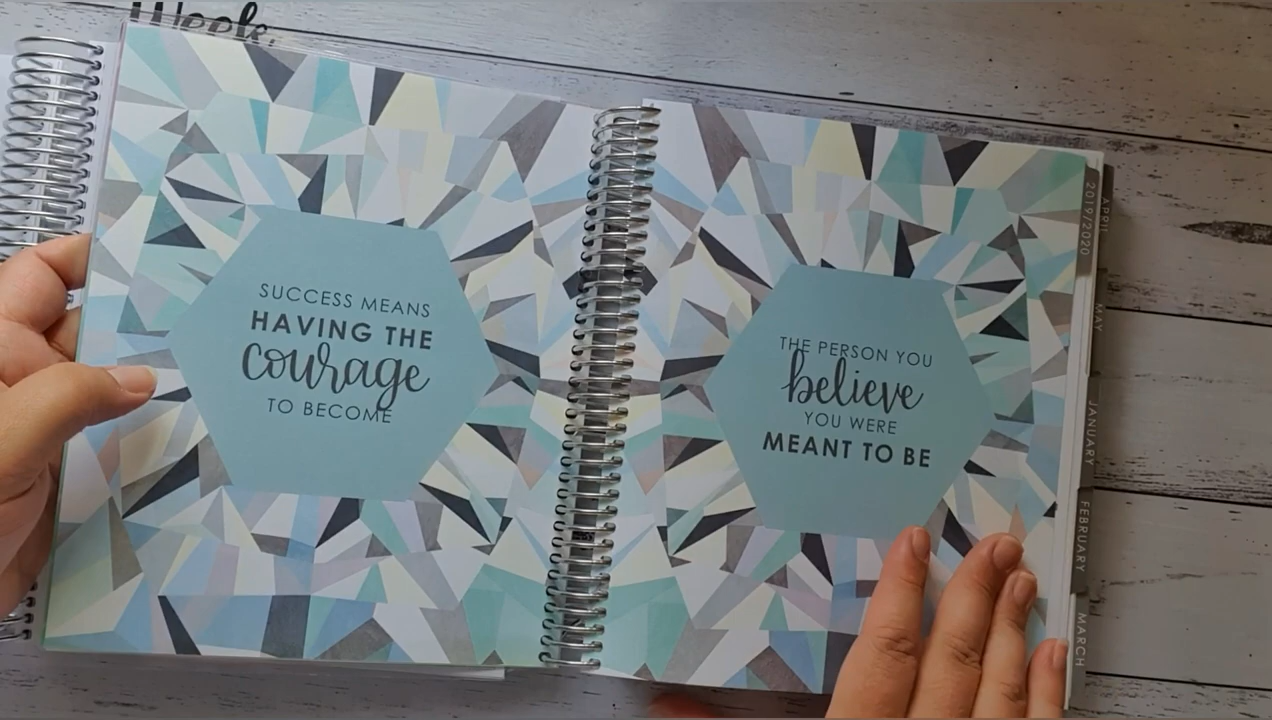 Week
SUCCESS MEANS
HAVING THE
courage
TO BECOME
THE PERSON YOU
believe
YOU WERE
MEANT TO BE
2019/2020
JANUARY
FEBRUARY
MARCH
APRIL
MAY